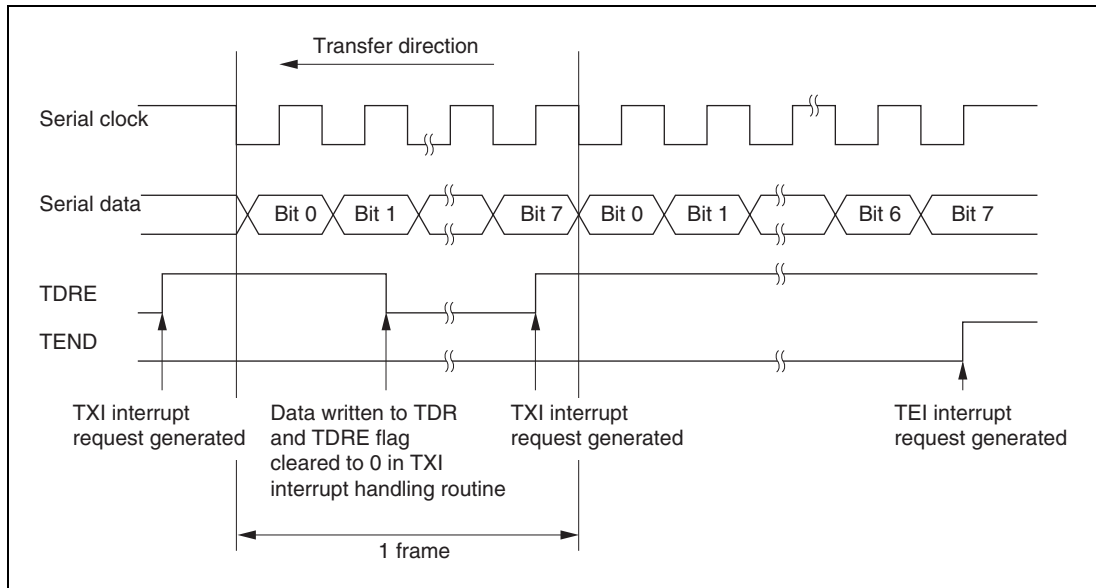 Transfer direction
Serial clock
Serial data
Bit 0
Bit 1
Bit 7
Bit 0
Bit 1
Bit 6
Bit 7
TDRE
TEND
TXI interrupt
request generated
Data written to TDR
and TDRE flag
cleared to 0 in TXI
interrupt handling routine
TXI interrupt
request generated
TEI interrupt
request generated
1 frame